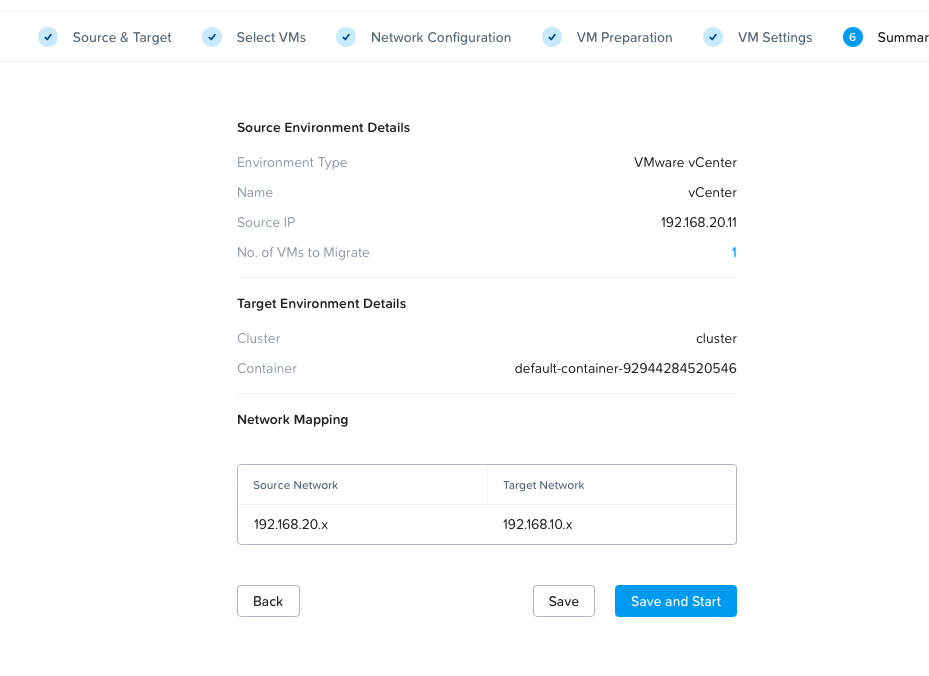 Source & Target Select VMs Network Configuration VM Preparation VM Settings 6 Summar
Source Environment Details
Environment Type VMware vCenter
Name vCenter
Source IP 192.168.20.11
No. of VMs to Migrate 1
Target Environment Details
Cluster cluster
Container default-container-92944284520546
Network Mapping
Source Network Target Network
192.168.20.x 192.168.10.x
Back Save Save and Start